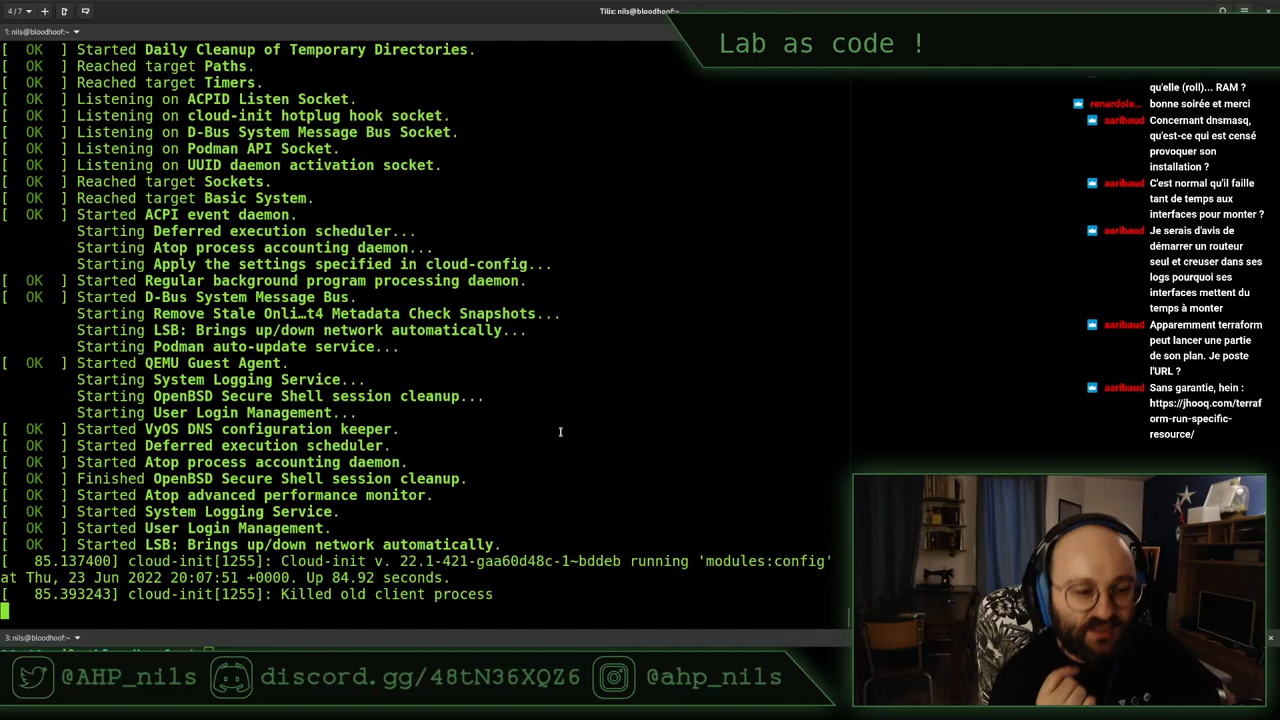 4/7
Tilix: nils@bloodhoof:~
1: nils@bloodhoof:~
Lab as code !
[  OK  ] Started Daily Cleanup of Temporary Directories.
[  OK  ] Reached target Paths.
[  OK  ] Reached target Timers.
[  OK  ] Listening on ACPID Listen Socket.
[  OK  ] Listening on cloud-init hotplug hook socket.
[  OK  ] Listening on D-Bus System Message Bus Socket.
[  OK  ] Listening on Podman API Socket.
[  OK  ] Listening on UUID daemon activation socket.
[  OK  ] Reached target Sockets.
[  OK  ] Reached target Basic System.
[  OK  ] Started ACPI event daemon.
Starting Deferred execution scheduler...
Starting Atop process accounting daemon...
Starting Apply the settings specified in cloud-config...
[  OK  ] Started Regular background program processing daemon.
[  OK  ] Started D-Bus System Message Bus.
Starting Remove Stale Onli…t4 Metadata Check Snapshots...
Starting LSB: Brings up/down network automatically...
Starting Podman auto-update service...
[  OK  ] Started QEMU Guest Agent.
Starting System Logging Service...
Starting OpenBSD Secure Shell session cleanup...
Starting User Login Management...
[  OK  ] Started VyOS DNS configuration keeper.
[  OK  ] Started Deferred execution scheduler.
[  OK  ] Started Atop process accounting daemon.
[  OK  ] Finished OpenBSD Secure Shell session cleanup.
[  OK  ] Started Atop advanced performance monitor.
[  OK  ] Started System Logging Service.
[  OK  ] Started User Login Management.
[  OK  ] Started LSB: Brings up/down network automatically.
[   85.137400] cloud-init[1255]: Cloud-init v. 22.1-421-gaa60d48c-1~bddeb running 'modules:config'
at Thu, 23 Jun 2022 20:07:51 +0000. Up 84.92 seconds.
[   85.393243] cloud-init[1255]: Killed old client process
3: nils@bloodhoof:~
qu'elle (roll)... RAM ?
renardole… bonne soirée et merci
aaribaud Concernant dnsmasq,
qu'est-ce qui est censé
provoquer son
installation ?
aaribaud C'est normal qu'il faille
tant de temps aux
interfaces pour monter ?
aaribaud Je serais d'avis de
démarrer un routeur
seul et creuser dans ses
logs pourquoi ses
interfaces mettent du
temps à monter
aaribaud Apparemment terraform
peut lancer une partie
de son plan. Je poste
l'URL ?
aaribaud Sans garantie, hein :
https://jhooq.com/terraf
orm-run-specific-
resource/
@AHP_nils
discord.gg/48tN36XQZ6
@ahp_nils